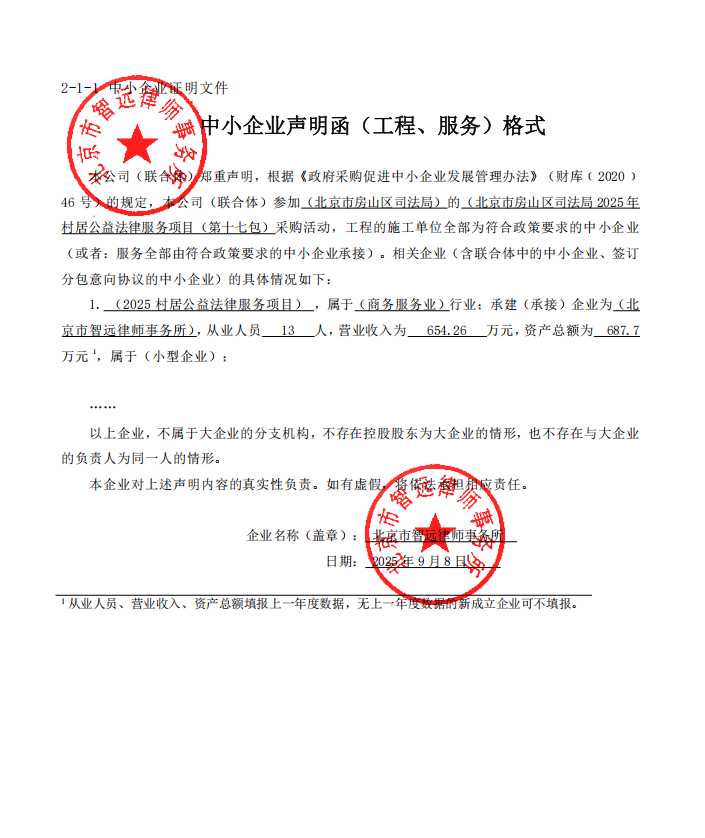 2-1-1 中小企业证明文件
中小企业声明函（工程、服务）格式
本公司（联合体）郑重声明，根据《政府采购促进中小企业发展管理办法》（财库﹝2020﹞
46号）的规定，本公司（联合体）参加（北京市房山区司法局）的（北京市房山区司法局2025年
村居公益法律服务项目（第十七包）采购活动，工程的施工单位全部为符合政策要求的中小企业
（或者：服务全部由符合政策要求的中小企业承接）。相关企业（含联合体中的中小企业、签订
分包意向协议的中小企业）的具体情况如下：
1. （2025村居公益法律服务项目） ，属于（商务服务业）行业；承建（承接）企业为（北
京市智远律师事务所），从业人员 13 人，营业收入为 654.26 万元，资产总额为 687.7
万元1，属于（小型企业）；
……
以上企业，不属于大企业的分支机构，不存在控股股东为大企业的情形，也不存在与大企业
的负责人为同一人的情形。
本企业对上述声明内容的真实性负责。如有虚假，将依法承担相应责任。
企业名称（盖章）：北京市智远律师事务所
日期：2025年9月8日
1从业人员、营业收入、资产总额填报上一年度数据，无上一年度数据的新成立企业可不填报。
北京市智远律师事务所
北京市智远律师事务所